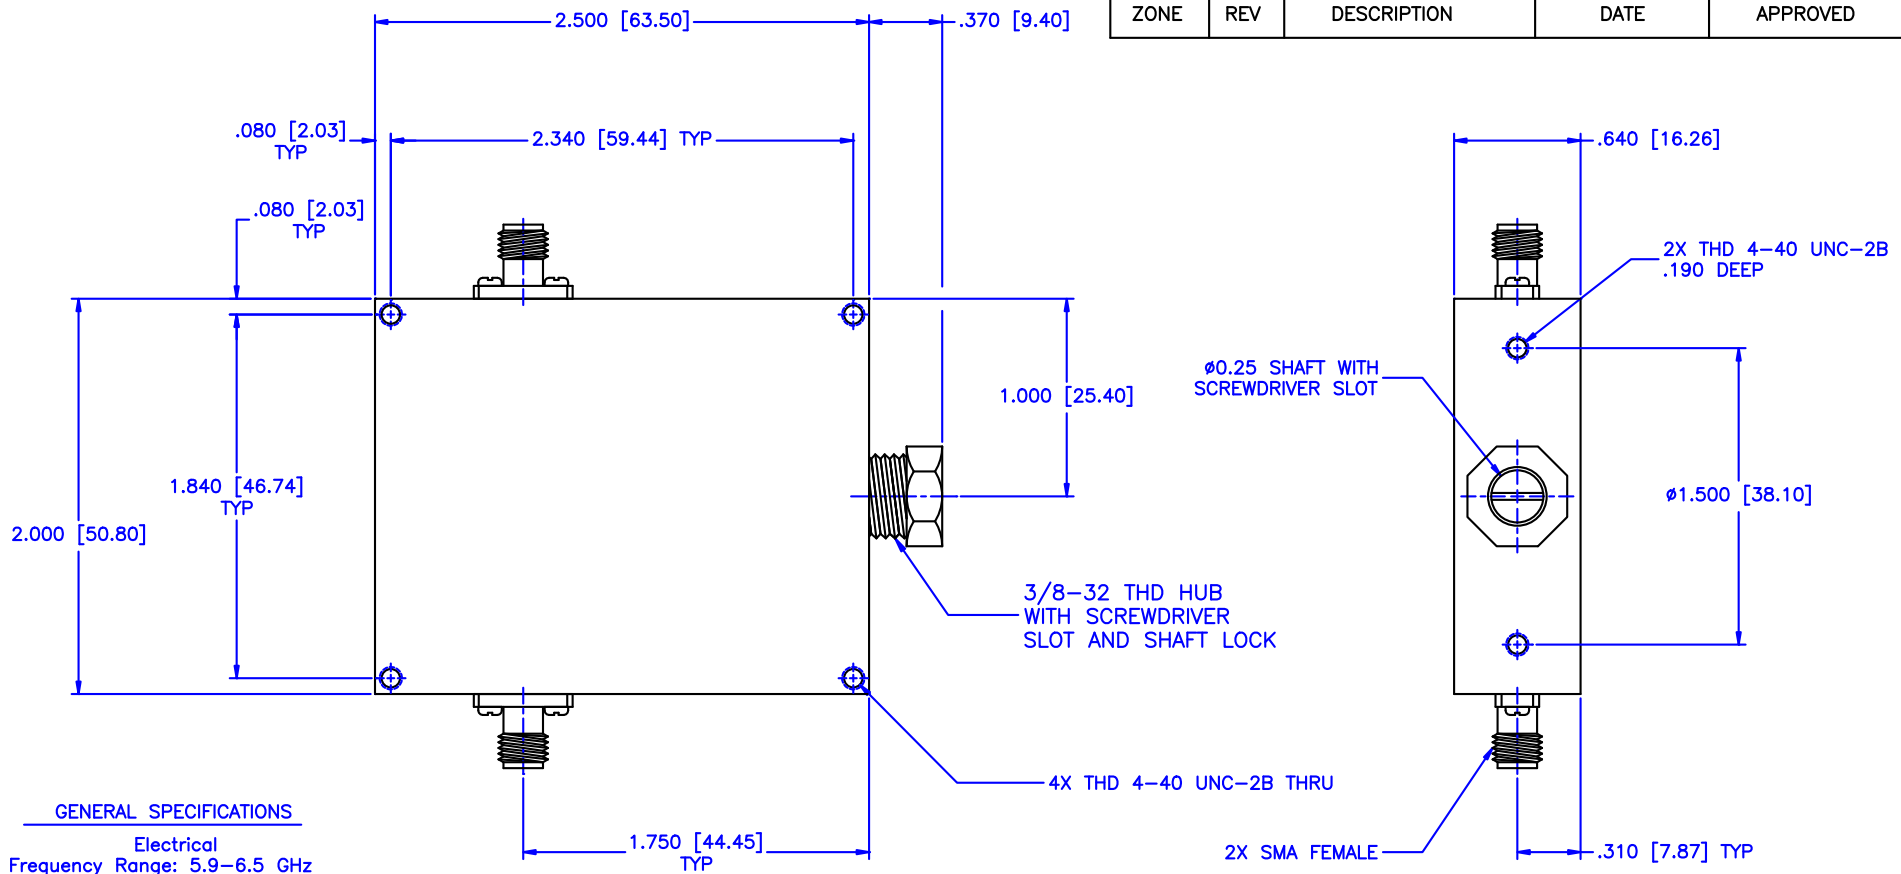 2.500 [63.50]
.370 [9.40]
ZONE REV DESCRIPTION DATE APPROVED
.080 [2.03]
TYP
2.340 [59.44] TYP
.640 [16.26]
.080 [2.03]
TYP
2X THD 4-40 UNC-2B
.190 DEEP
ø0.25 SHAFT WITH
SCREWDRIVER SLOT
1.000 [25.40]
1.840 [46.74]
TYP
ø1.500 [38.10]
2.000 [50.80]
3/8-32 THD HUB
WITH SCREWDRIVER
SLOT AND SHAFT LOCK
4X THD 4-40 UNC-2B THRU
GENERAL SPECIFICATIONS
Electrical
Frequency Range: 5.9-6.5 GHz
1.750 [44.45]
TYP
2X SMA FEMALE
.310 [7.87] TYP